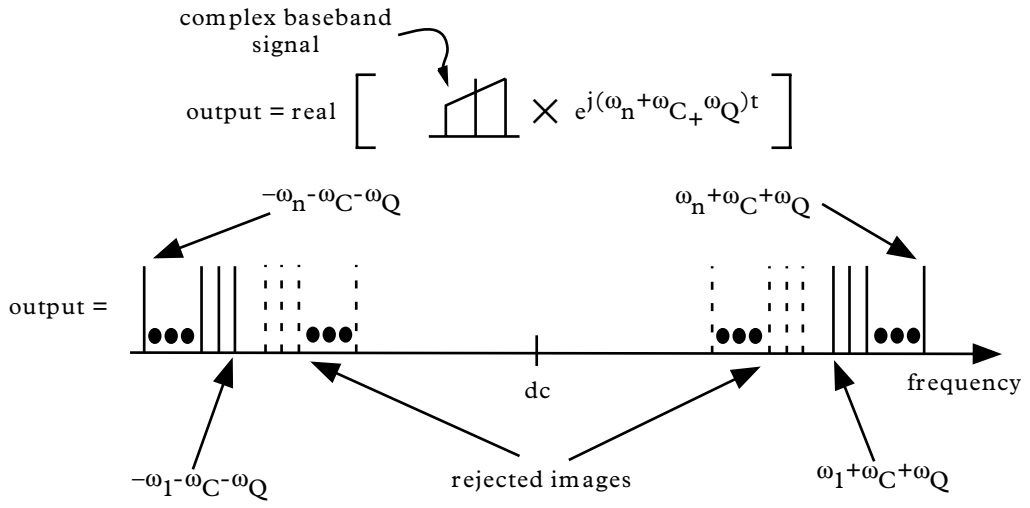 complex baseband
signal
output = real [ × e^j(ω_n+ω_C+ω_Q)t ]
−ω_n-ω_C-ω_Q
ω_n+ω_C+ω_Q
output =
dc
frequency
−ω_1-ω_C-ω_Q
rejected images
ω_1+ω_C+ω_Q